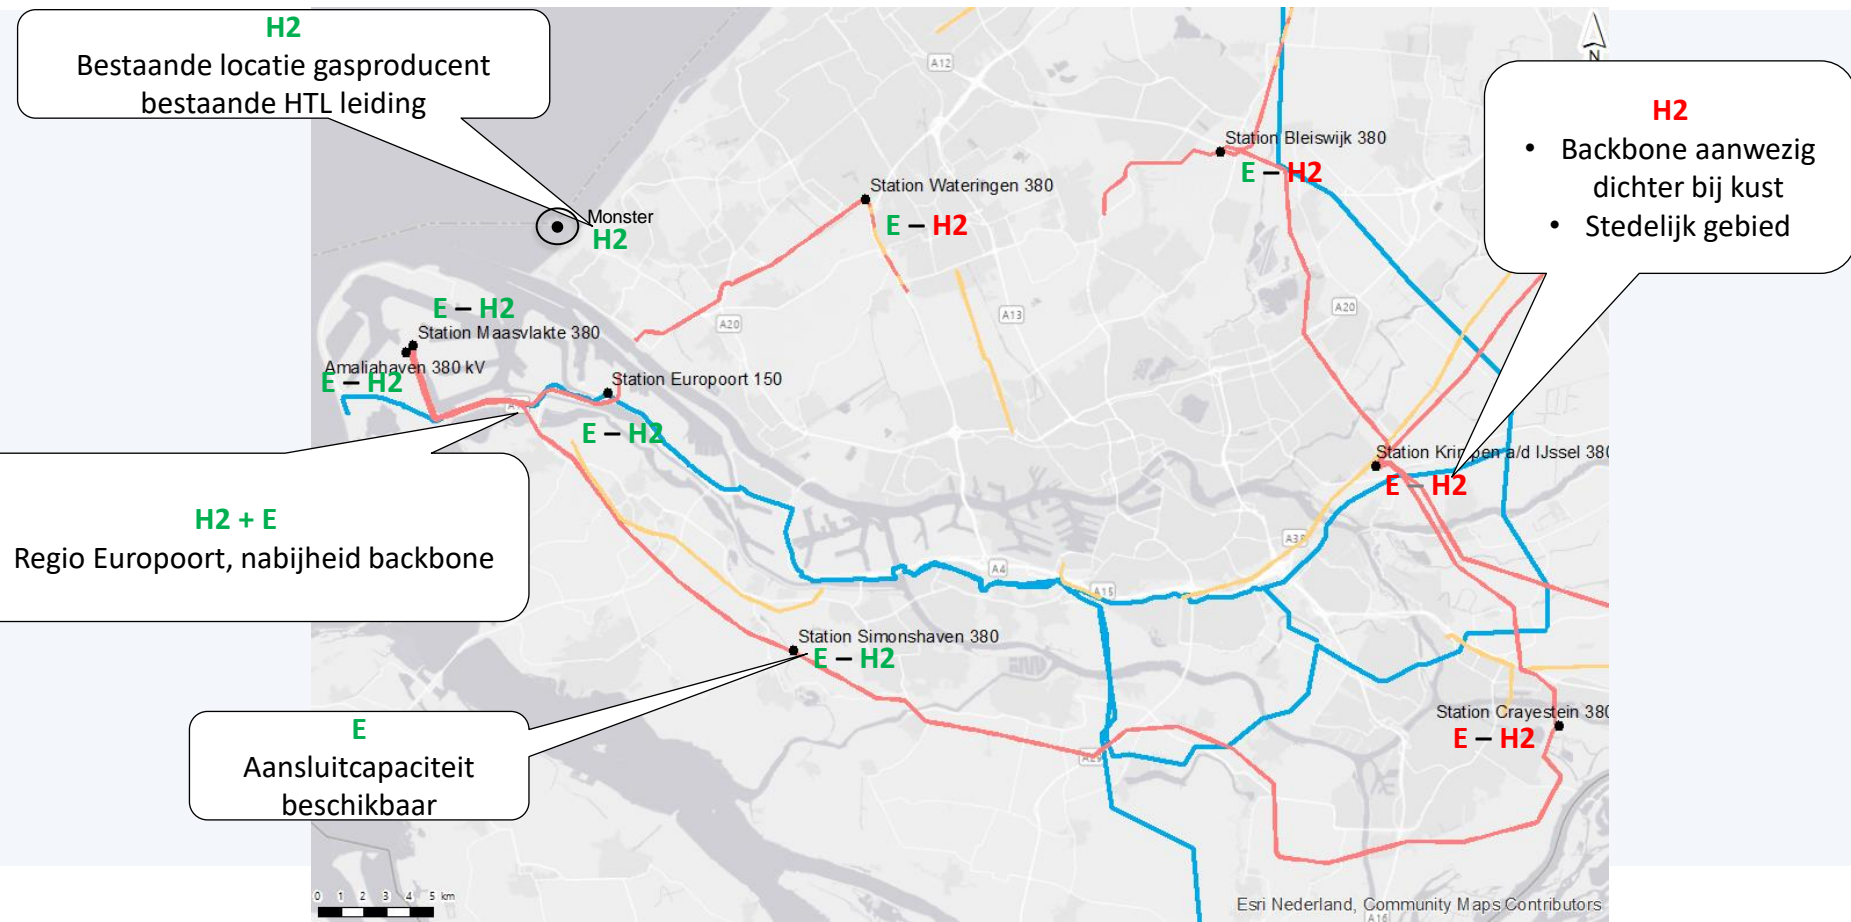 H2
Bestaande locatie gasproducent
bestaande HTL leiding
A12
N
H2
• Backbone aanwezig
dichter bij kust
• Stedelijk gebied
Station Bleiswijk 380
E – H2
Station Wateringen 380
E – H2
Monster
H2
E – H2
Station Maasvlakte 380
Amaliahaven 380 kV
E – H2
A20
A13
A20
Station Europoort 150
E – H2
Station Krimpen a/d IJssel 380
E – H2
H2 + E
Regio Europoort, nabijheid backbone
A4
A15
Station Simonshaven 380
E – H2
E
Aansluitcapaciteit
beschikbaar
Station Crayestein 380
E – H2
A29
0 1 2 3 4 5 km
Esri Nederland, Community Maps Contributors
A16